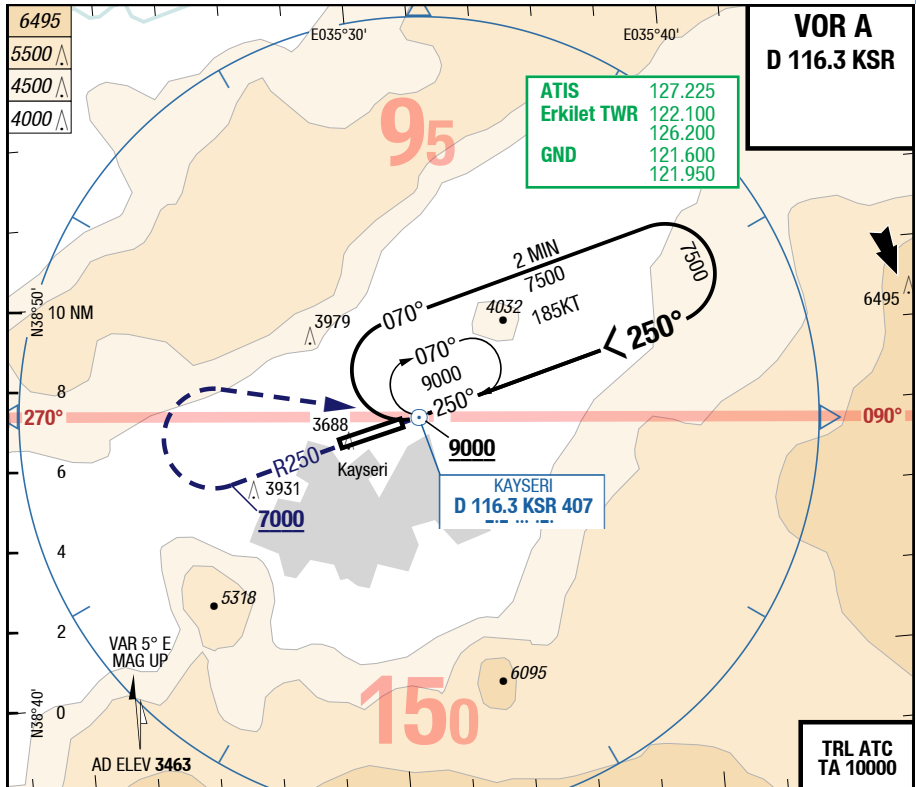 6495
5500
4500
4000
E035°30'
E035°40'
VOR A
D 116.3 KSR
ATIS 127.225
Erkilet TWR 122.100
126.200
GND 121.600
121.950
95
2 MIN
7500
7500
185KT
4032
6495
N38°50'
10 NM
3979
070°
070°
250°
9000
250°
8
270°
090°
3688
9000
R250
Kayseri
6
3931
7000
KAYSERI
D 116.3 KSR 407
4
5318
2
VAR 5° E
MAG UP
6095
150
N38°40'
0
AD ELEV 3463
TRL ATC
TA 10000